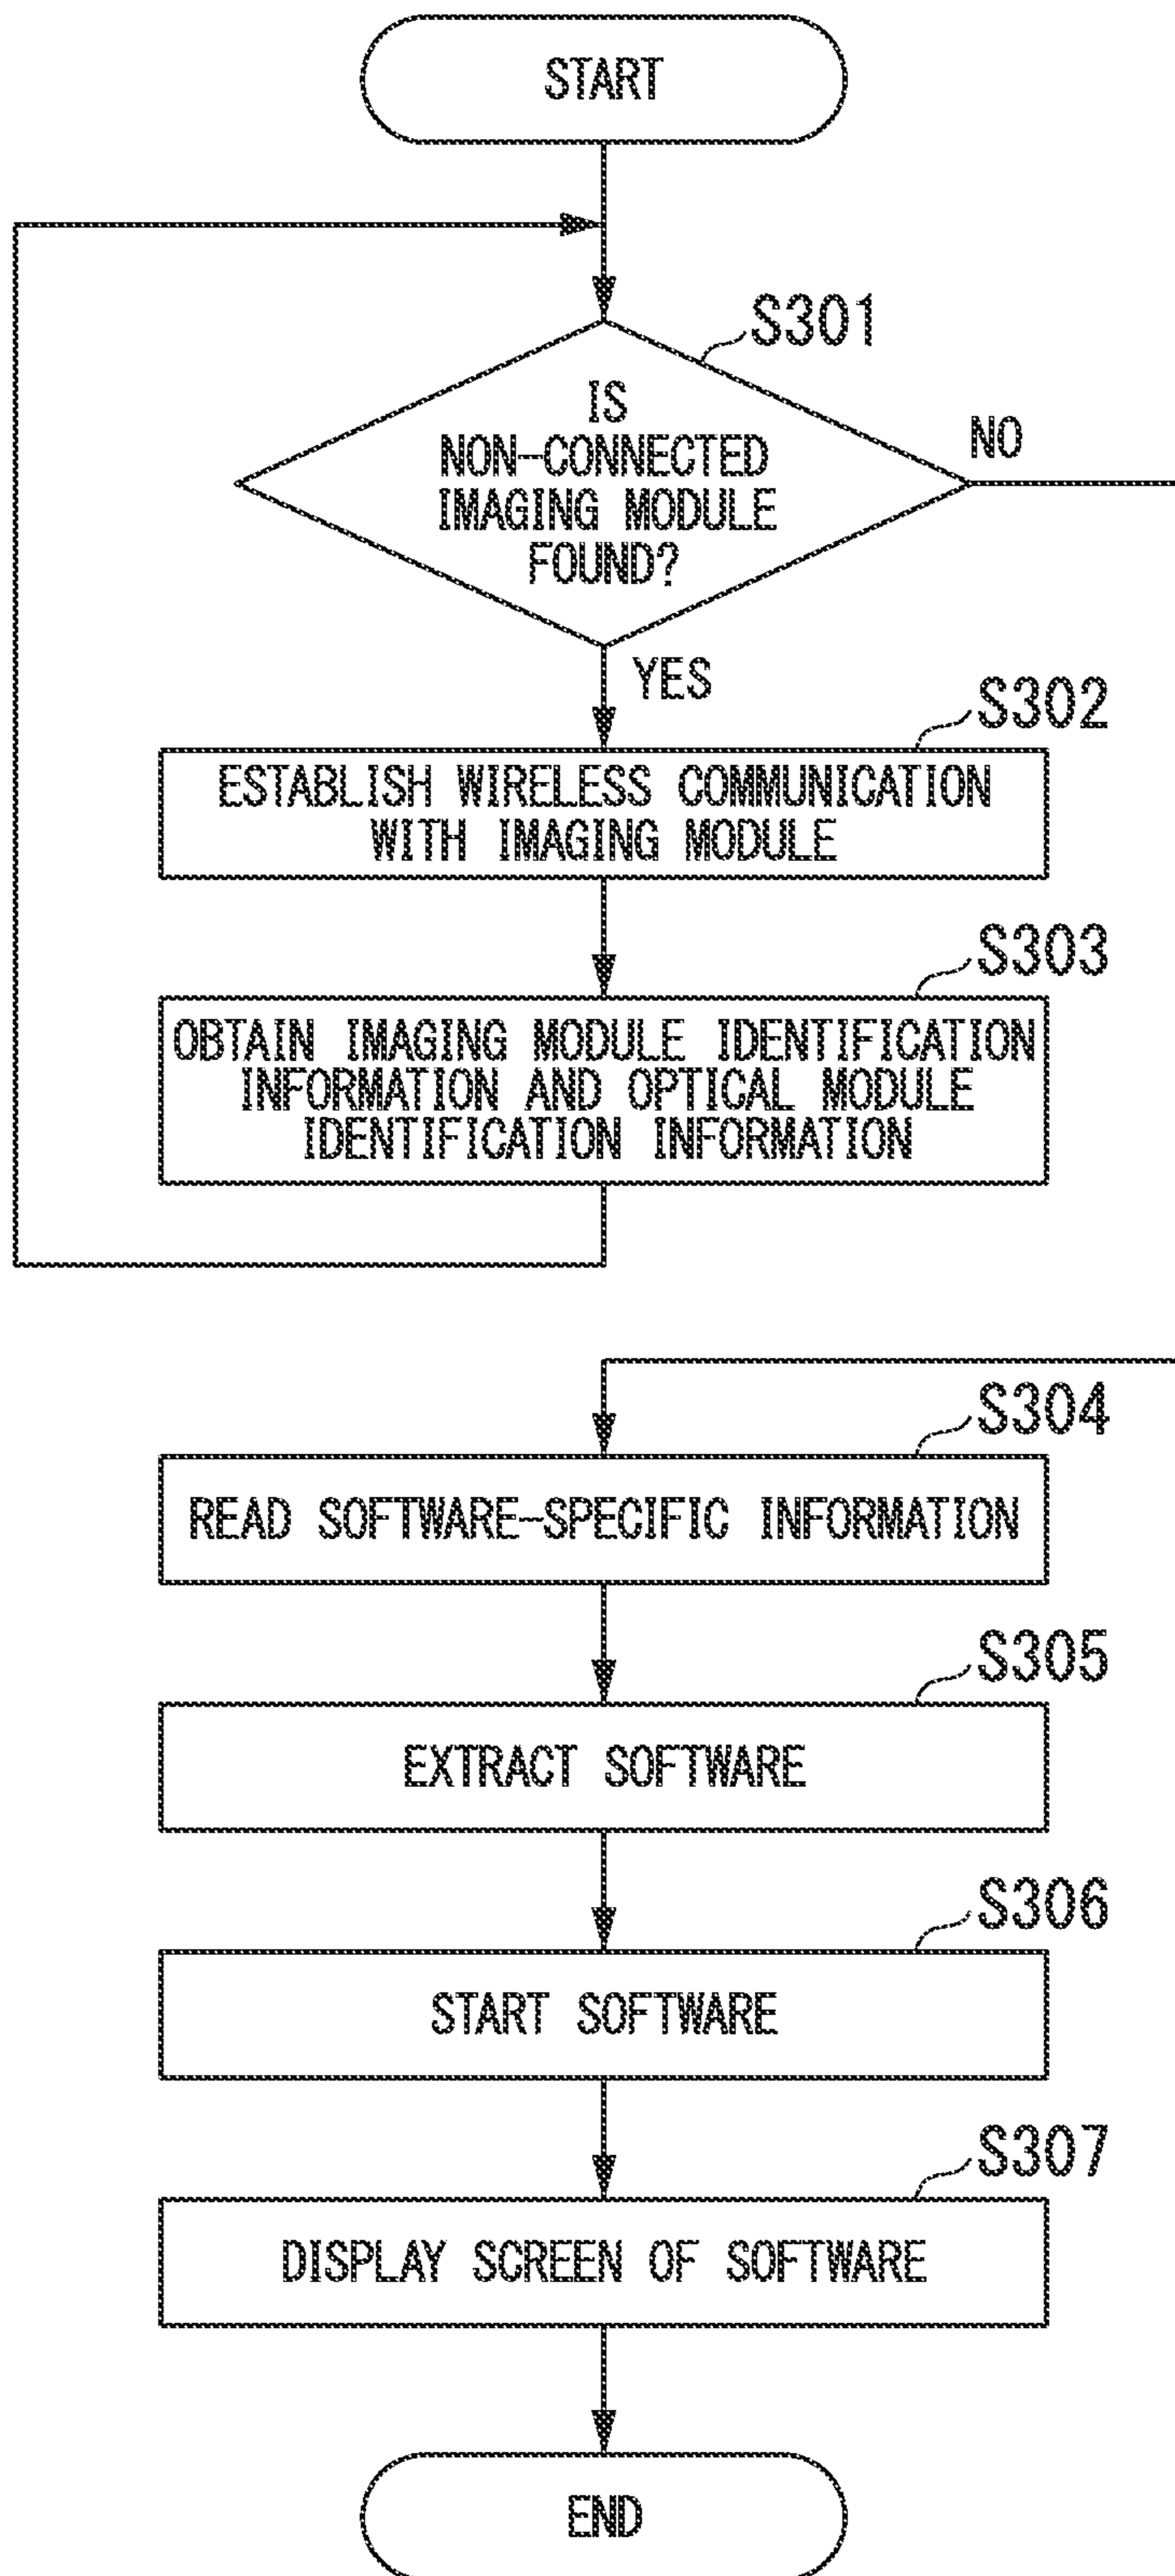 START
S301
IS
NON-CONNECTED
IMAGING MODULE
FOUND?
NO
YES
S302
ESTABLISH WIRELESS COMMUNICATION
WITH IMAGING MODULE
S303
OBTAIN IMAGING MODULE IDENTIFICATION
INFORMATION AND OPTICAL MODULE
IDENTIFICATION INFORMATION
S304
READ SOFTWARE-SPECIFIC INFORMATION
S305
EXTRACT SOFTWARE
S306
START SOFTWARE
S307
DISPLAY SCREEN OF SOFTWARE
END